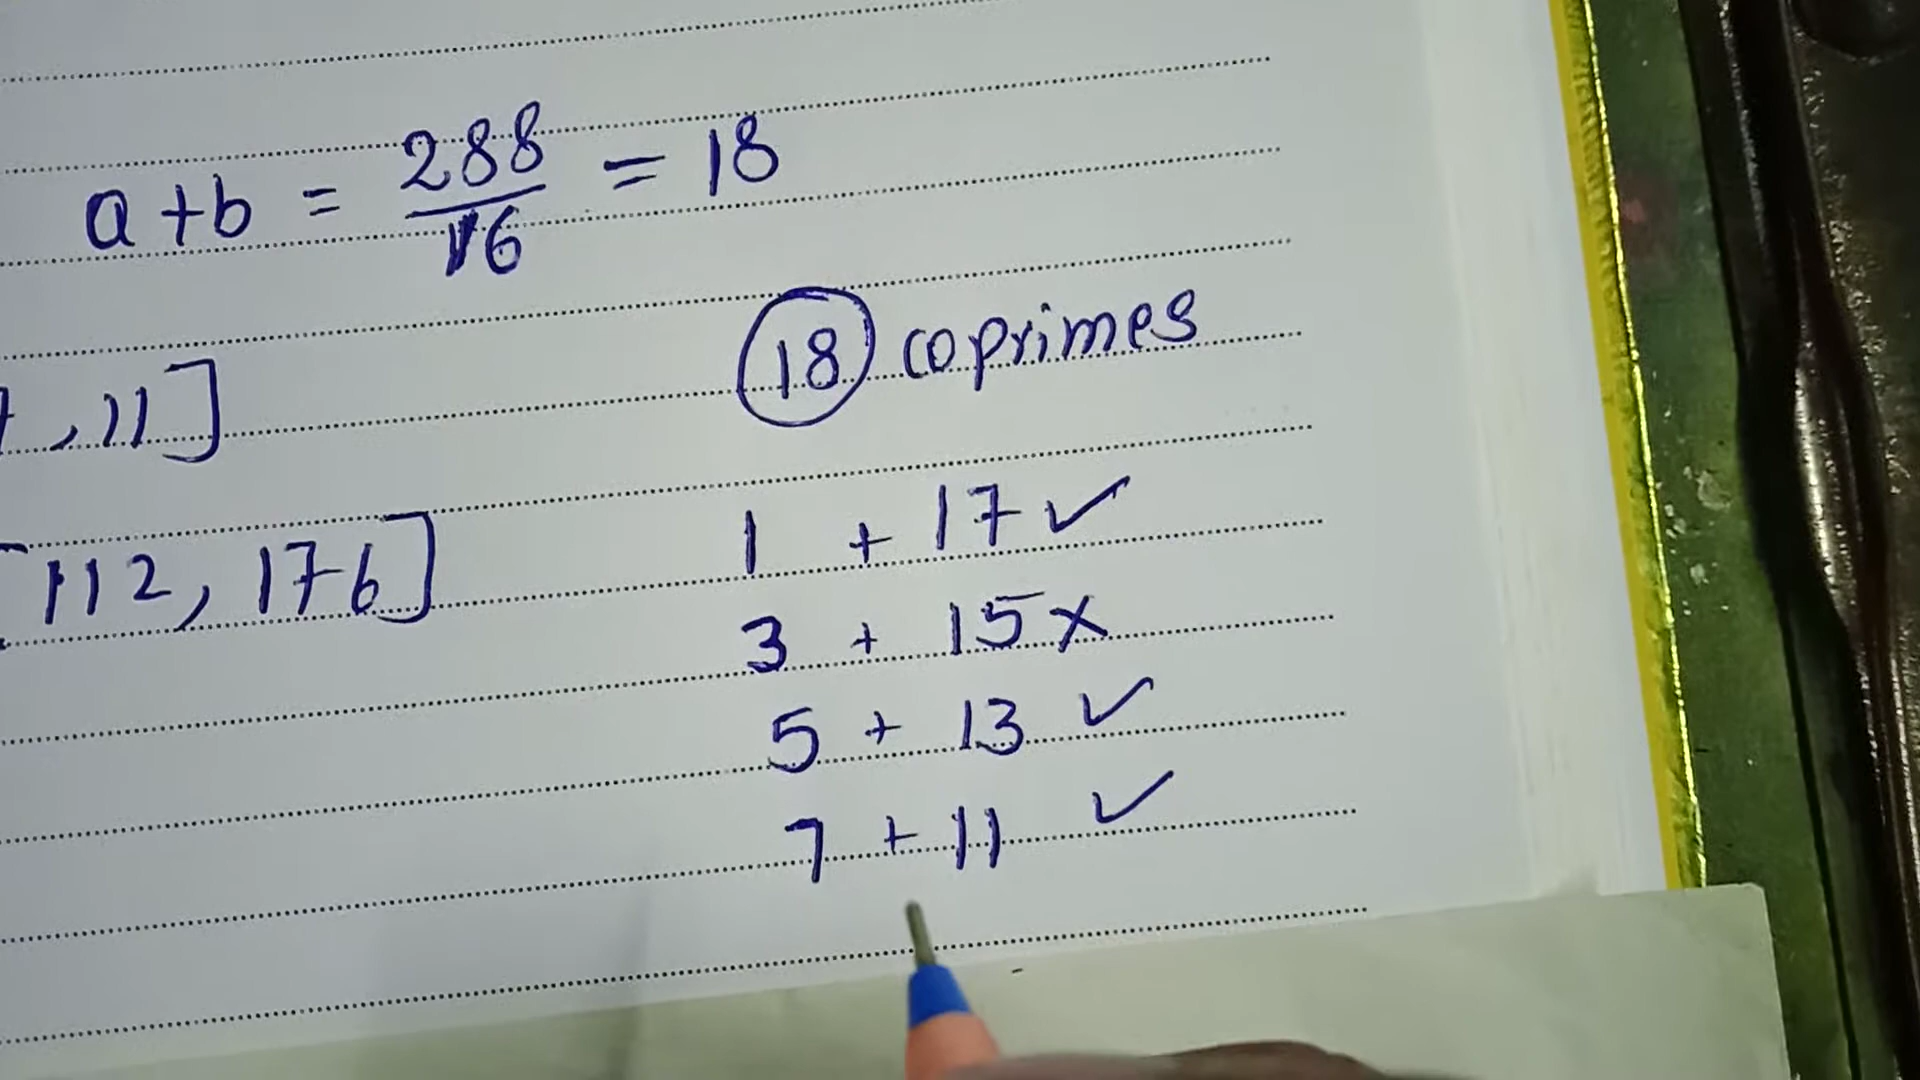 a + b = 288/16 = 18
18 coprimes
, 11]
1 + 17 ✓
112, 176]
3 + 15 x
5 + 13 ✓
7 + 11 ✓